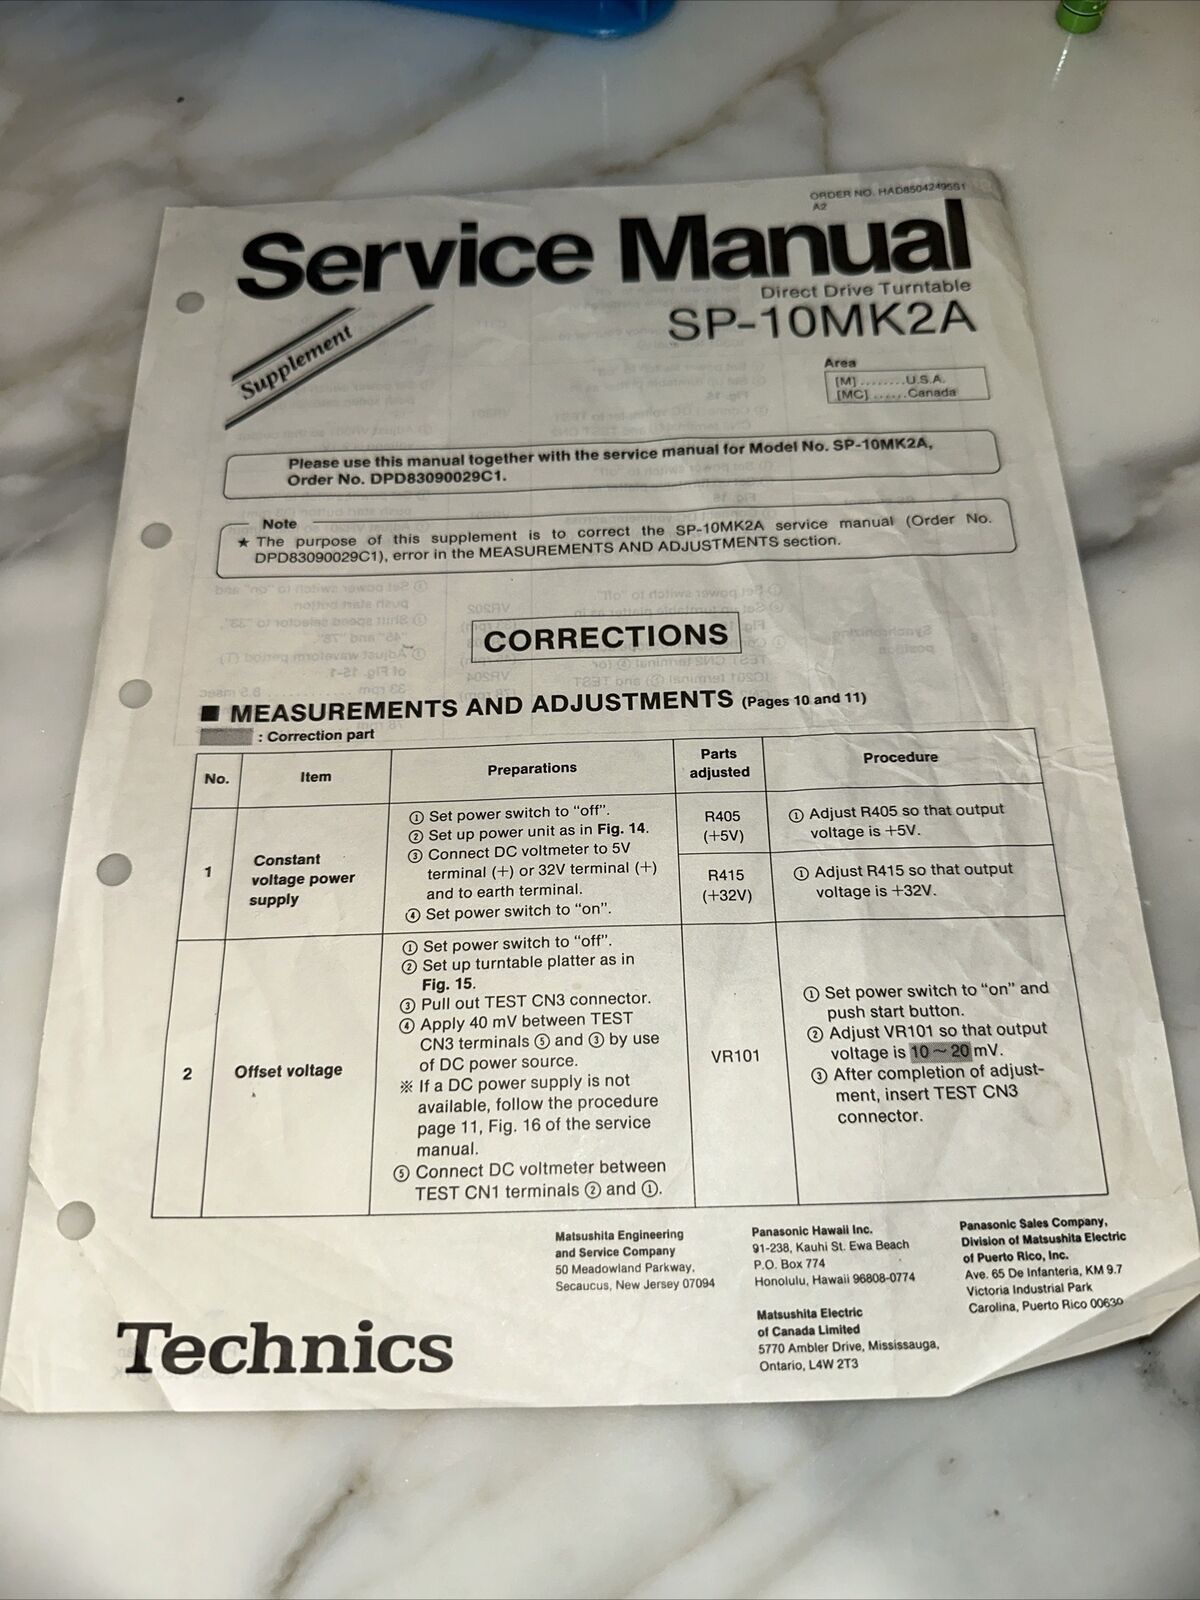 ORDER NO. HAD85042495S1
A2
Service Manual
Direct Drive Turntable
SP-10MK2A
Supplement
Area
[M] ........U.S.A.
[MC] ......Canada
Please use this manual together with the service manual for Model No. SP-10MK2A,
Order No. DPD83090029C1.
Note
★ The purpose of this supplement is to correct the SP-10MK2A service manual (Order No.
DPD83090029C1), error in the MEASUREMENTS AND ADJUSTMENTS section.
CORRECTIONS
■ MEASUREMENTS AND ADJUSTMENTS (Pages 10 and 11)
: Correction part
No.
Item
Preparations
Parts
adjusted
Procedure
1
Constant
voltage power
supply
① Set power switch to “off”.
② Set up power unit as in Fig. 14.
③ Connect DC voltmeter to 5V
terminal (+) or 32V terminal (+)
and to earth terminal.
④ Set power switch to “on”.
R405
(+5V)
① Adjust R405 so that output
voltage is +5V.
R415
(+32V)
① Adjust R415 so that output
voltage is +32V.
2
Offset voltage
① Set power switch to “off”.
② Set up turntable platter as in
Fig. 15.
③ Pull out TEST CN3 connector.
④ Apply 40 mV between TEST
CN3 terminals ⑤ and ③ by use
of DC power source.
※ If a DC power supply is not
available, follow the procedure
page 11, Fig. 16 of the service
manual.
⑤ Connect DC voltmeter between
TEST CN1 terminals ② and ①.
VR101
① Set power switch to “on” and
push start button.
② Adjust VR101 so that output
voltage is 10 ~ 20 mV.
③ After completion of adjust-
ment, insert TEST CN3
connector.
Technics
Matsushita Engineering
and Service Company
50 Meadowland Parkway,
Secaucus, New Jersey 07094
Panasonic Hawaii Inc.
91-238, Kauhi St. Ewa Beach
P.O. Box 774
Honolulu, Hawaii 96808-0774
Matsushita Electric
of Canada Limited
5770 Ambler Drive, Mississauga,
Ontario, L4W 2T3
Panasonic Sales Company,
Division of Matsushita Electric
of Puerto Rico, Inc.
Ave. 65 De Infanteria, KM 9.7
Victoria Industrial Park
Carolina, Puerto Rico 00630